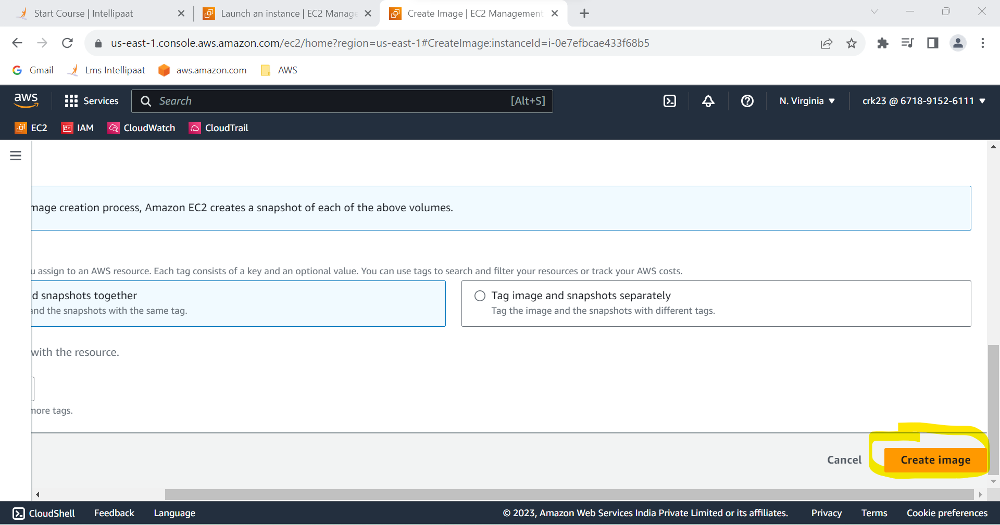 Start Course | Intellipaat
Launch an instance | EC2 Manage
Create Image | EC2 Management
us-east-1.console.aws.amazon.com/ec2/home?region=us-east-1#CreateImage:instanceId=i-0e7efbcae433f68b5
Gmail Lms Intellipaat aws.amazon.com AWS
aws Services Search [Alt+S] N. Virginia crk23 @ 6718-9152-6111
EC2 IAM CloudWatch CloudTrail
mage creation process, Amazon EC2 creates a snapshot of each of the above volumes.
u assign to an AWS resource. Each tag consists of a key and an optional value. You can use tags to search and filter your resources or track your AWS costs.
d snapshots together
and the snapshots with the same tag.
Tag image and snapshots separately
Tag the image and the snapshots with different tags.
with the resource.
more tags.
Cancel Create image
CloudShell Feedback Language © 2023, Amazon Web Services India Private Limited or its affiliates. Privacy Terms Cookie preferences